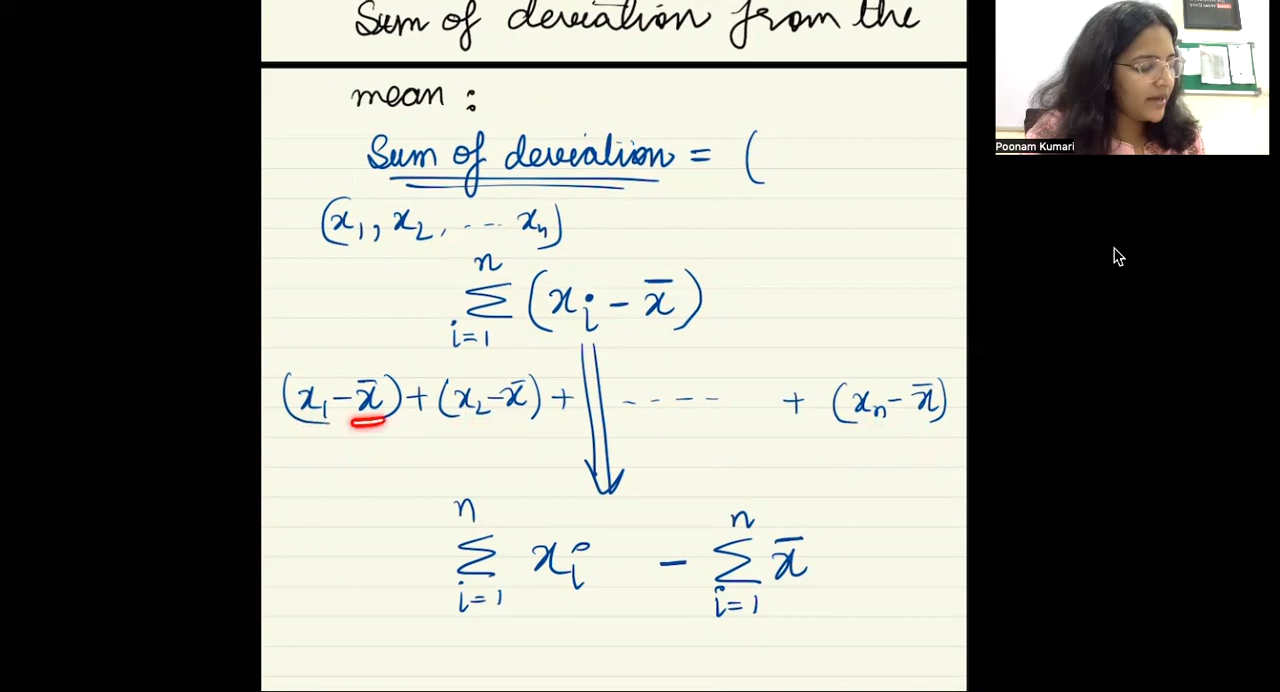 Sum of deviation from the
mean :
Sum of deviation = (
(x₁, x₂, ---- xₙ)
n
∑ (xᵢ - x̄)
i=1
(x₁-x̄)+(x₂-x̄)+ ---- + (xₙ-x̄)
n n
∑ xᵢ - ∑ x̄
i=1 i=1
Poonam Kumari